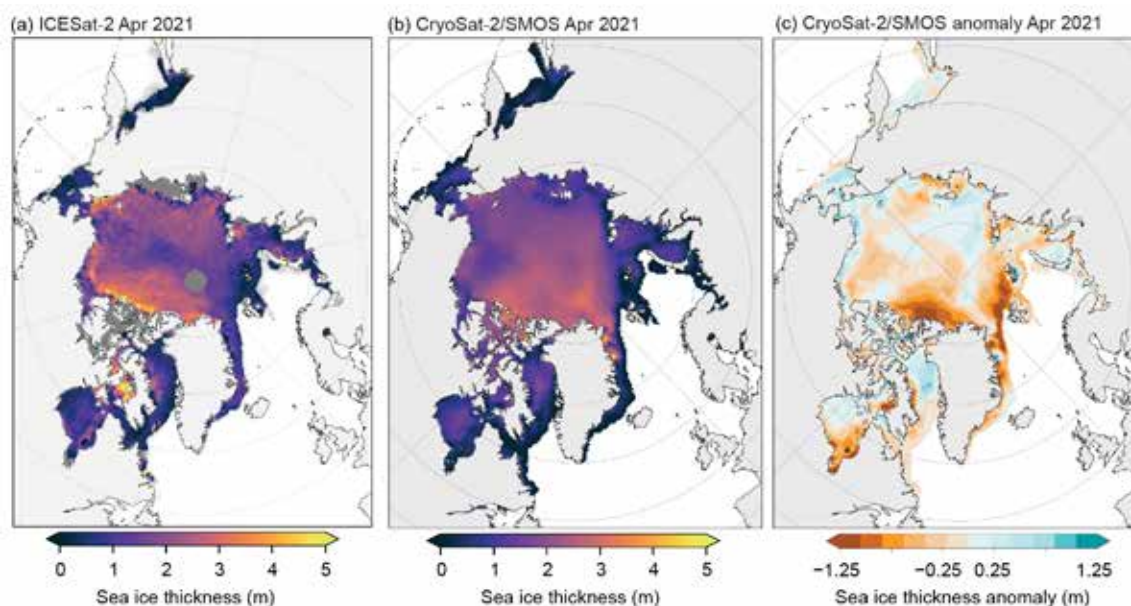 (a) ICESat-2 Apr 2021
(b) CryoSat-2/SMOS Apr 2021
(c) CryoSat-2/SMOS anomaly Apr 2021
0 1 2 3 4 5
0 1 2 3 4 5
−1.25 −0.25 0.25 1.25
Sea ice thickness (m)
Sea ice thickness (m)
Sea ice thickness anomaly (m)